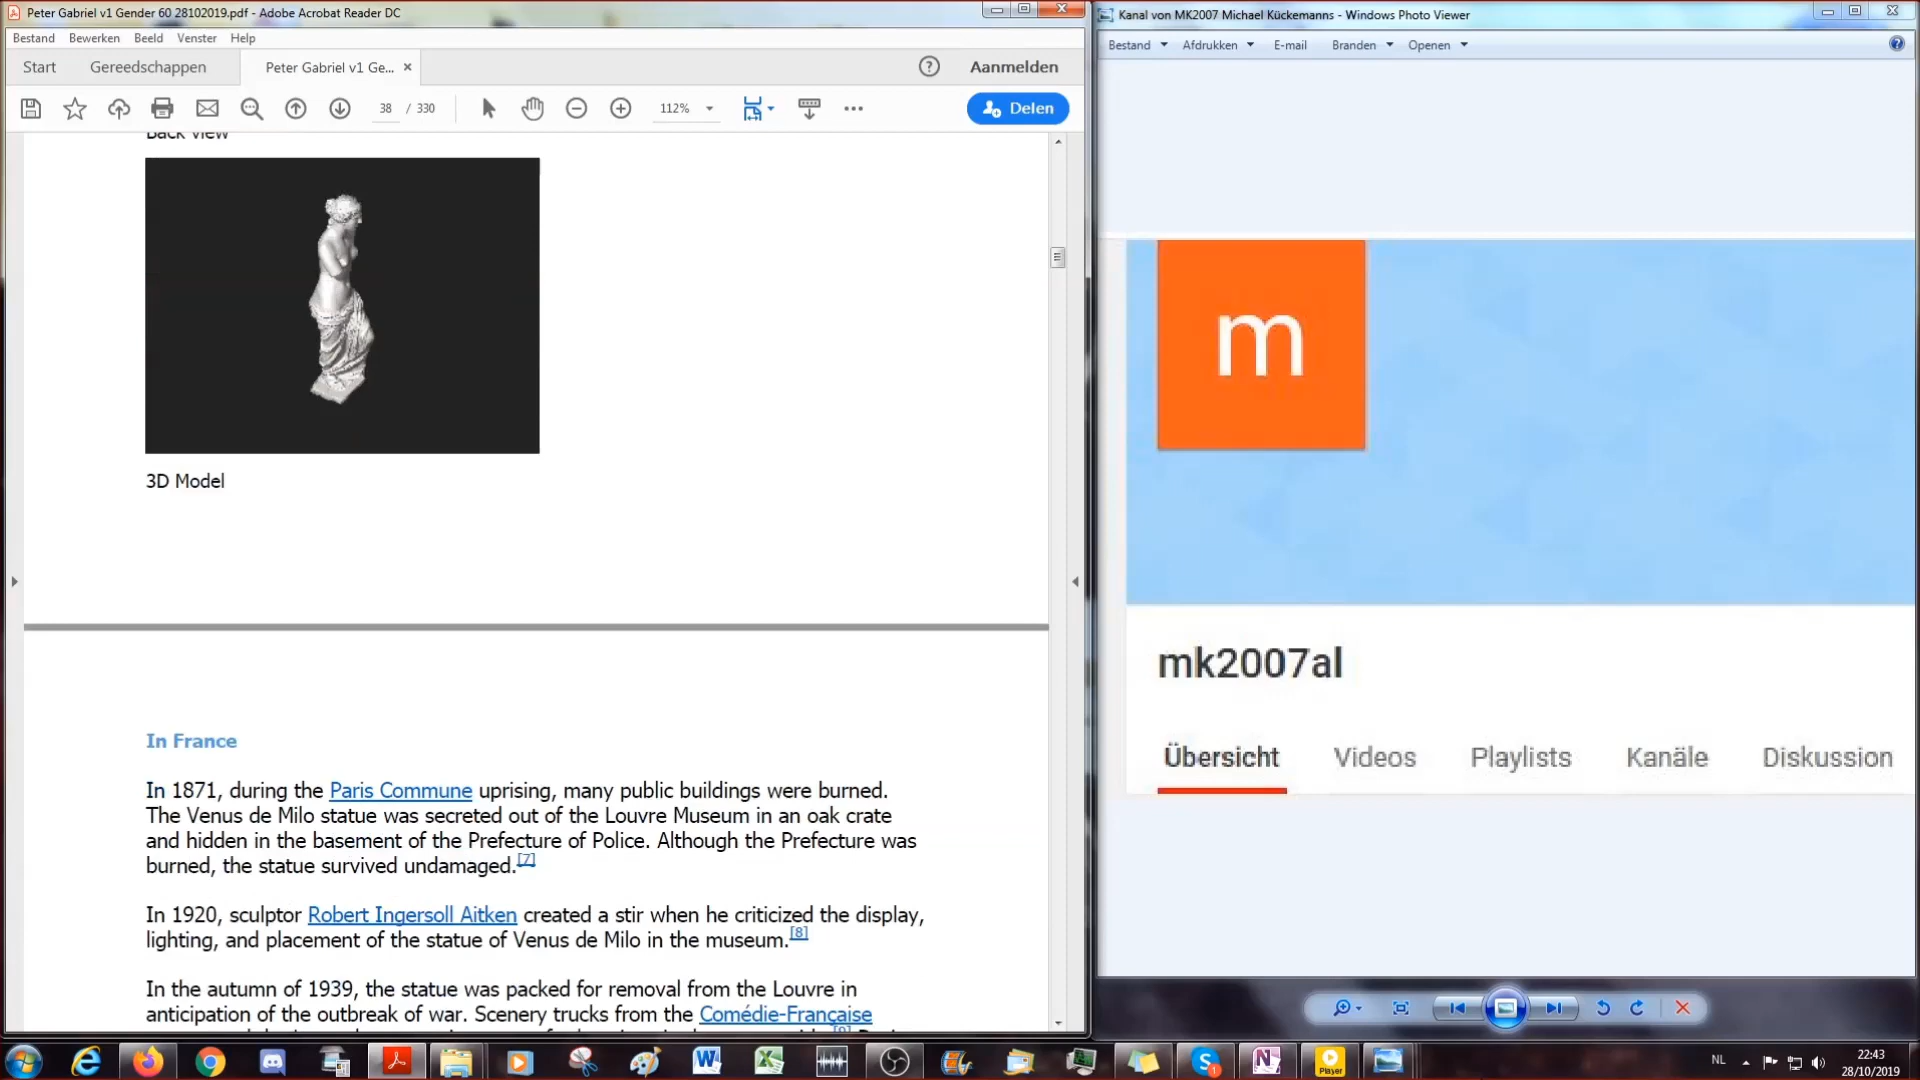 Peter Gabriel v1 Gender 60 28102019.pdf - Adobe Acrobat Reader DC
Bestand Bewerken Beeld Venster Help
Start Gereedschappen Peter Gabriel v1 Ge... × ? Aanmelden
38 / 330 112% Delen
Back view
3D Model
In France
In 1871, during the Paris Commune uprising, many public buildings were burned.
The Venus de Milo statue was secreted out of the Louvre Museum in an oak crate
and hidden in the basement of the Prefecture of Police. Although the Prefecture was
burned, the statue survived undamaged.[7]
In 1920, sculptor Robert Ingersoll Aitken created a stir when he criticized the display,
lighting, and placement of the statue of Venus de Milo in the museum.[8]
In the autumn of 1939, the statue was packed for removal from the Louvre in
anticipation of the outbreak of war. Scenery trucks from the Comédie-Française
Kanal von MK2007 Michael Kückemanns - Windows Photo Viewer
Bestand Afdrukken E-mail Branden Openen
m
mk2007al
Übersicht Videos Playlists Kanäle Diskussion
NL
22:43
28/10/2019
Player